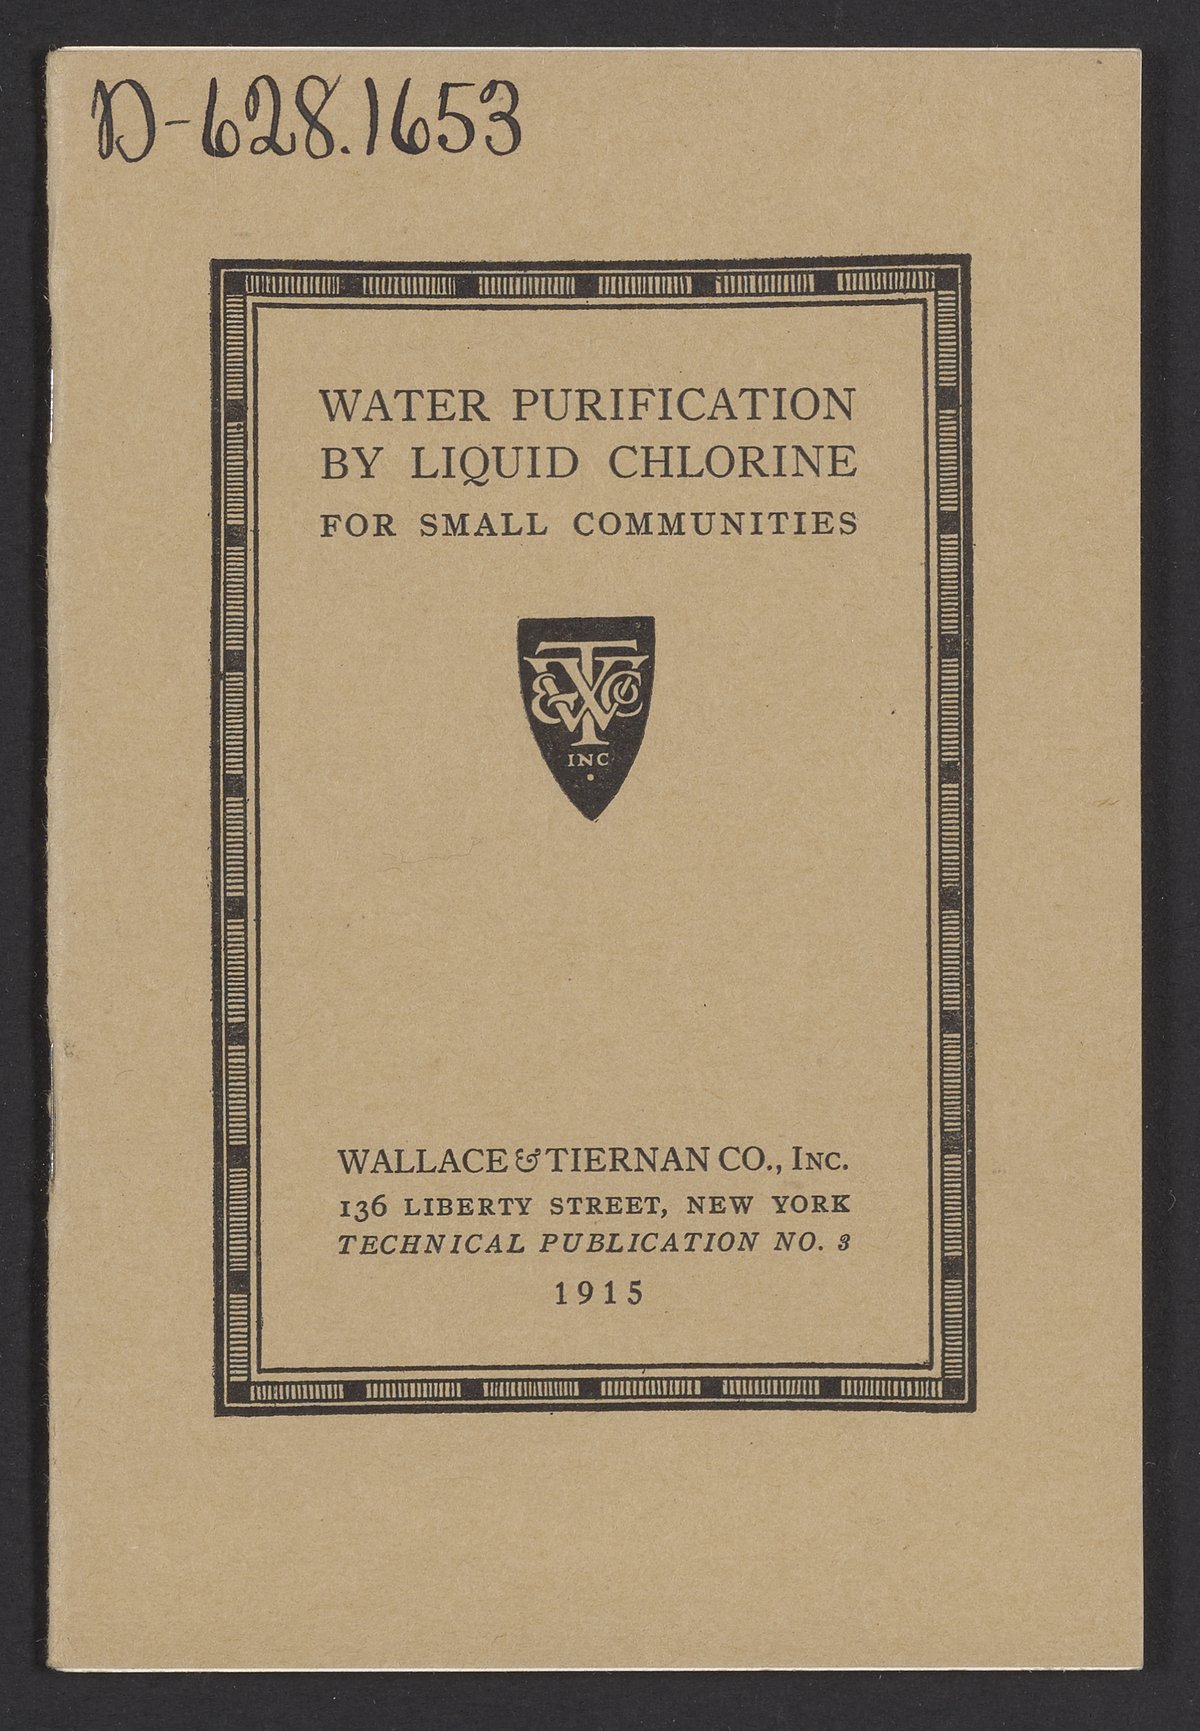 D-628.1653
WATER PURIFICATION
BY LIQUID CHLORINE
FOR SMALL COMMUNITIES
W&T CO
INC
WALLACE & TIERNAN CO., INC.
136 LIBERTY STREET, NEW YORK
TECHNICAL PUBLICATION NO. 3
1915